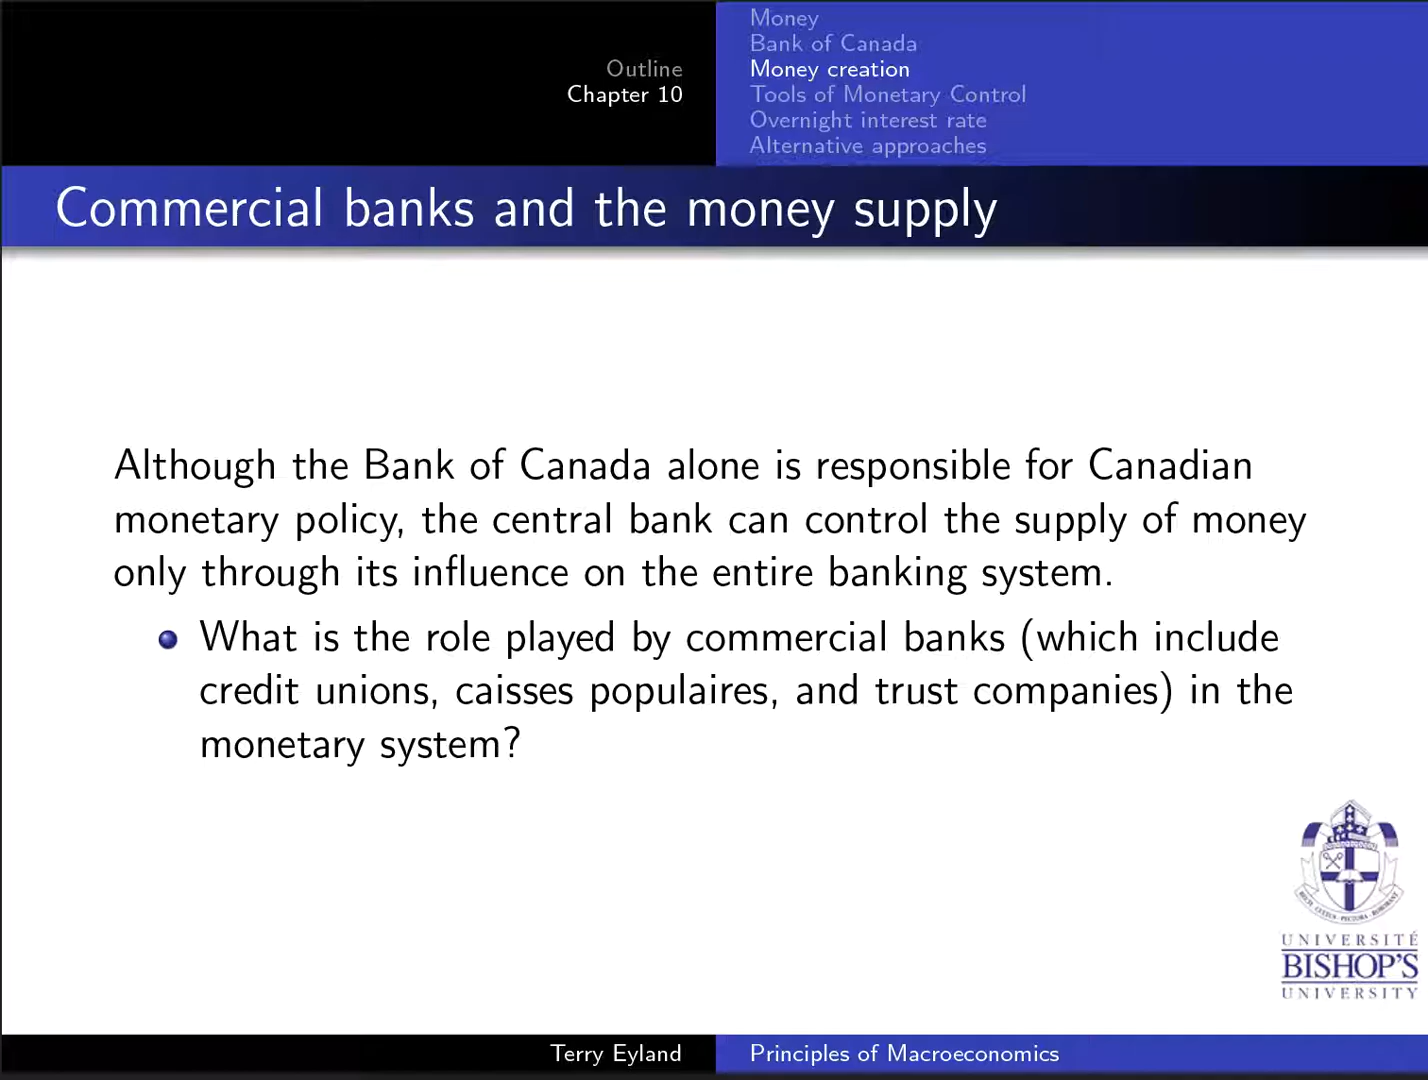 Outline
Chapter 10
Money
Bank of Canada
Money creation
Tools of Monetary Control
Overnight interest rate
Alternative approaches
Commercial banks and the money supply
Although the Bank of Canada alone is responsible for Canadian
monetary policy, the central bank can control the supply of money
only through its influence on the entire banking system.
What is the role played by commercial banks (which include
credit unions, caisses populaires, and trust companies) in the
monetary system?
UNIVERSITÉ
BISHOP'S
UNIVERSITY
Terry Eyland
Principles of Macroeconomics